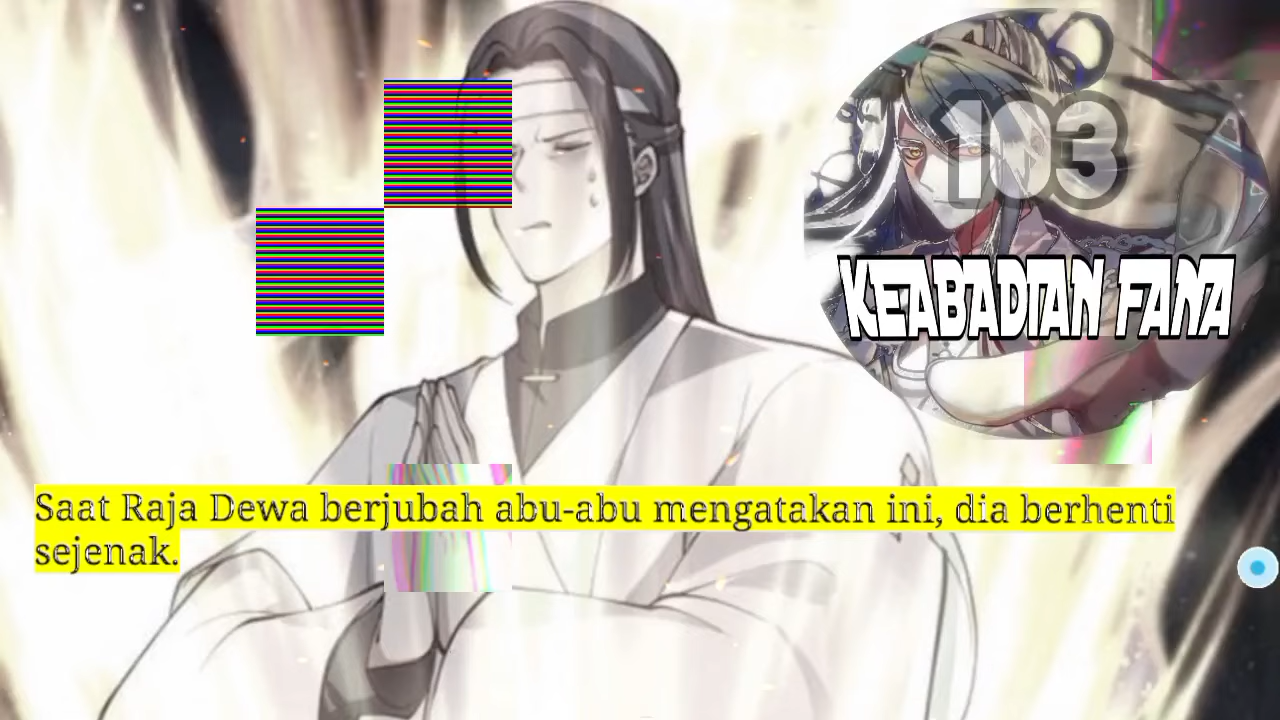 103
KEABADIAN FANA
Saat Raja Dewa berjubah abu-abu mengatakan ini, dia berhenti
sejenak.